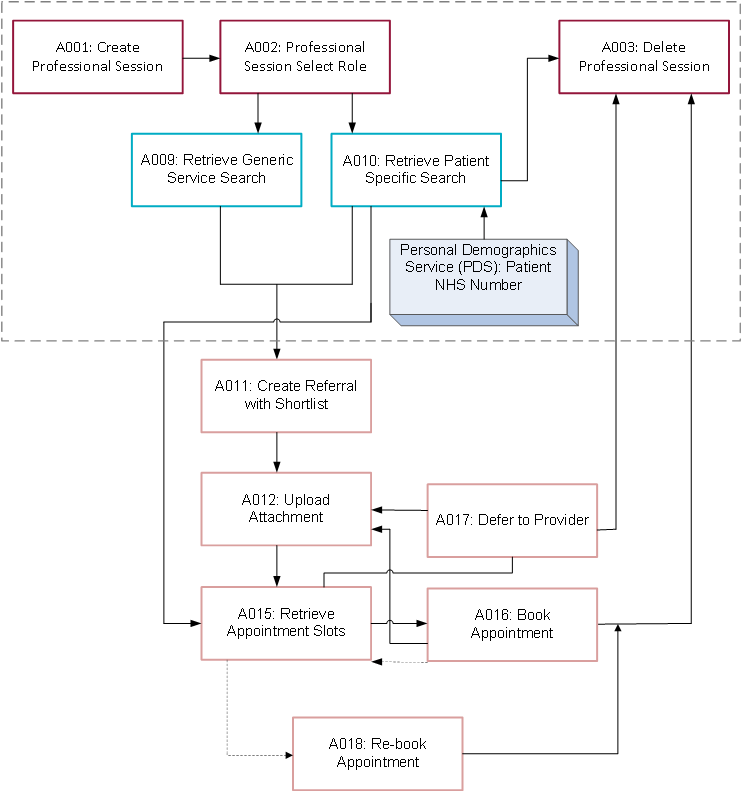 A001: Create
Professional Session
A002: Professional
Session Select Role
A003: Delete
Professional Session
A009: Retrieve Generic
Service Search
A010: Retrieve Patient
Specific Search
Personal Demographics
Service (PDS): Patient
NHS Number
A011: Create Referral
with Shortlist
A012: Upload
Attachment
A017: Defer to Provider
A015: Retrieve
Appointment Slots
A016: Book
Appointment
A018: Re-book
Appointment